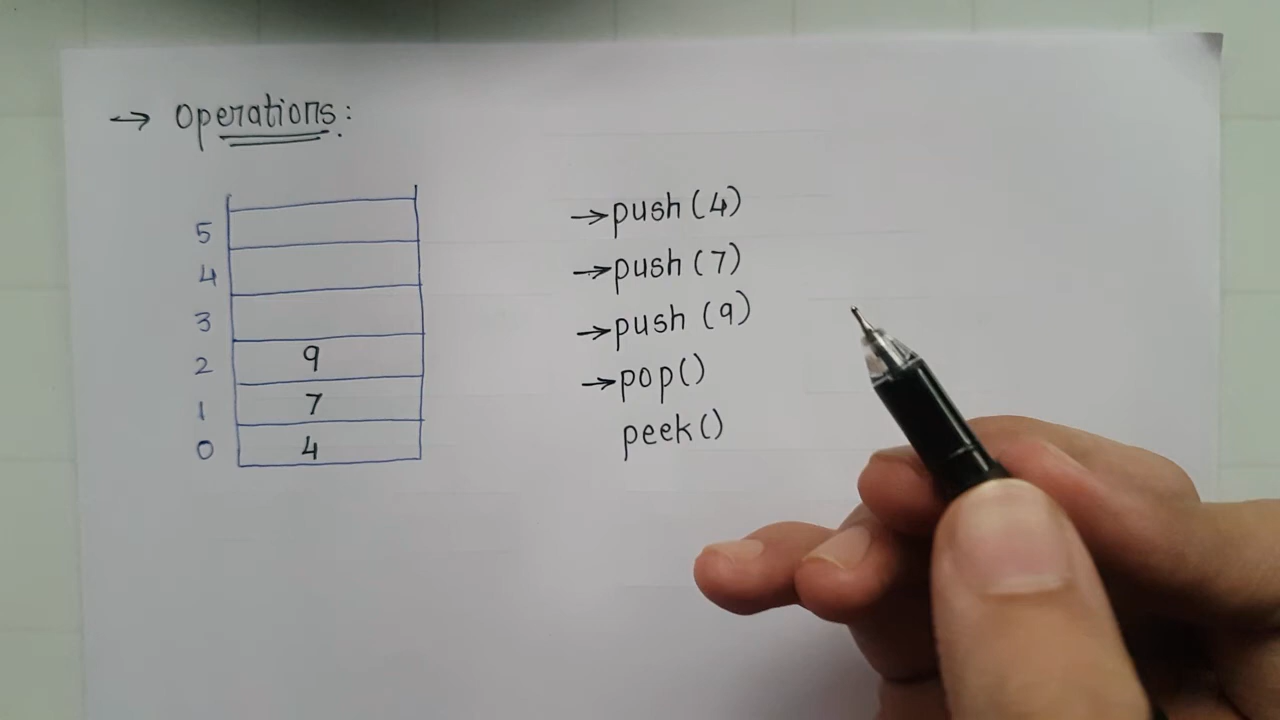 → Operations:
5
4
3
2 9
1 7
0 4
→ push(4)
→ push(7)
→ push(9)
→ pop()
peek()